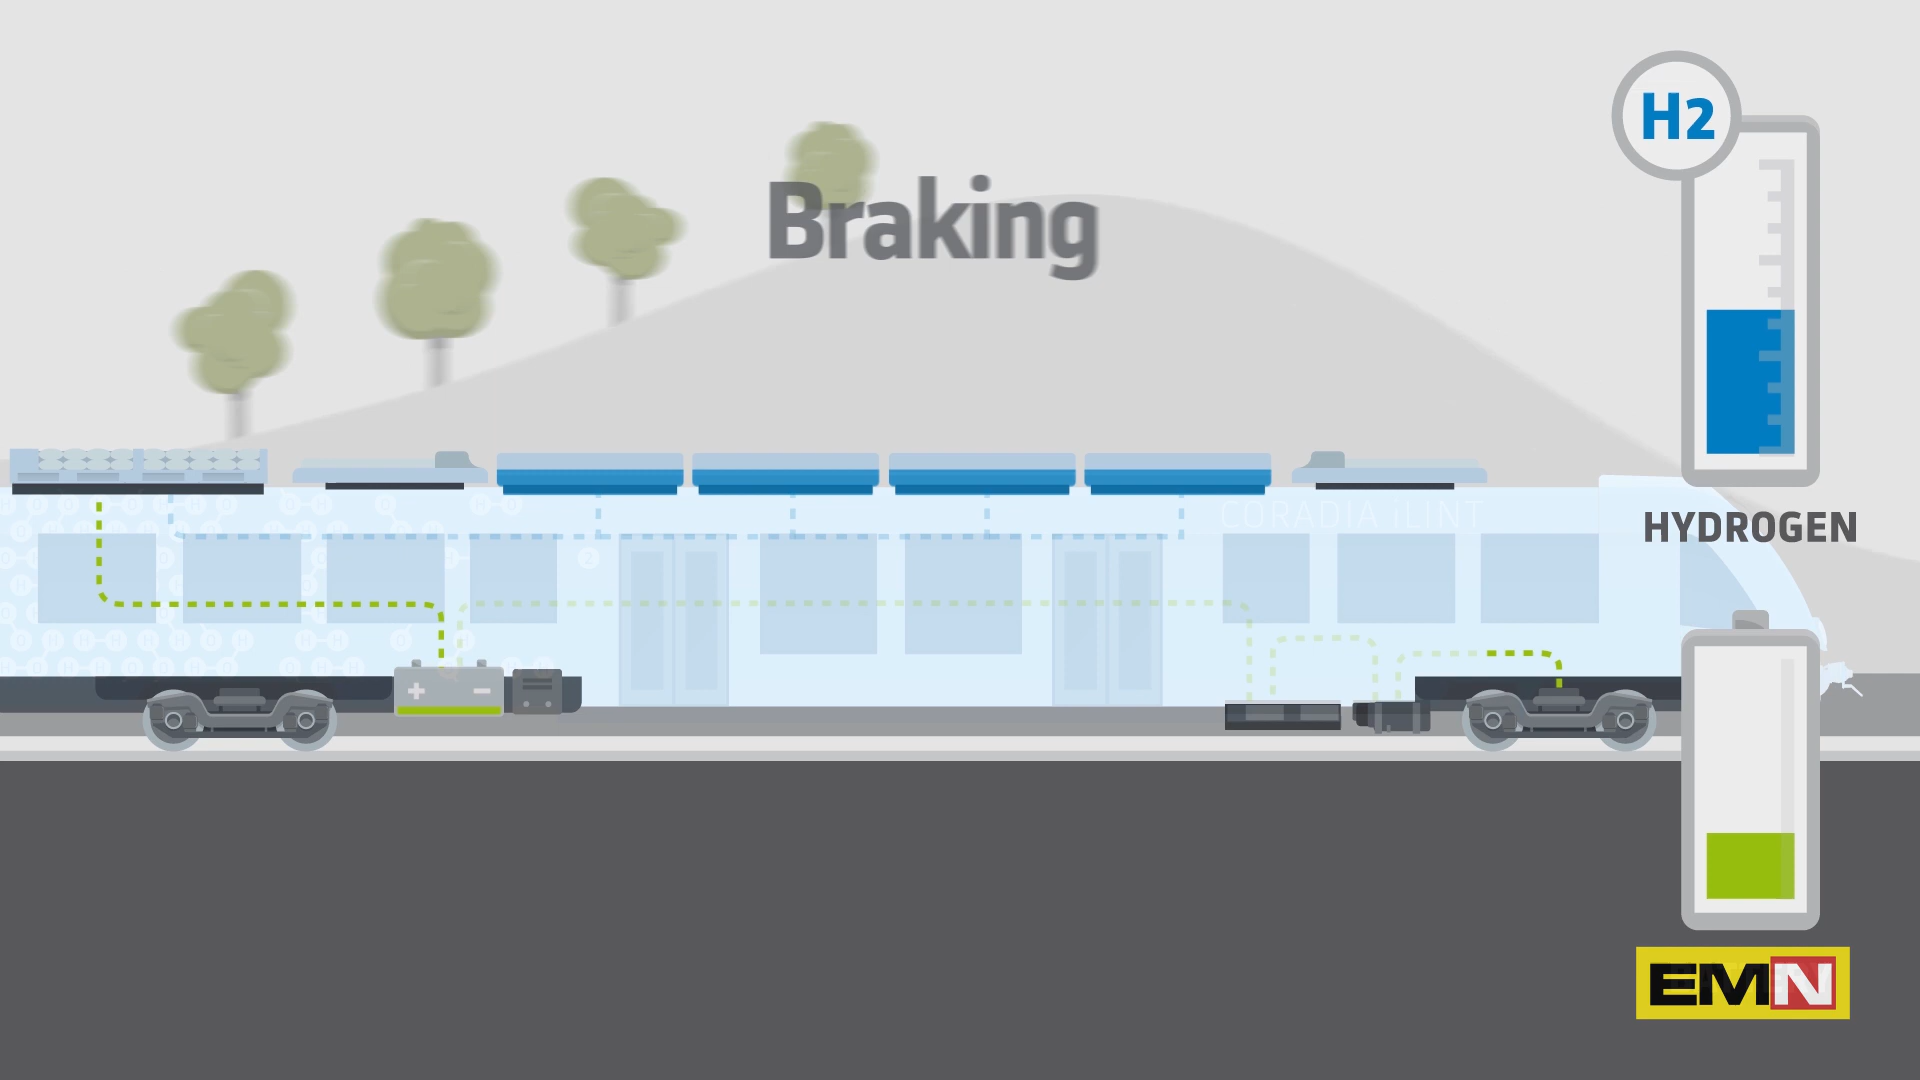 Braking
H2
CORADIA iLINT
HYDROGEN
+ −
EMN